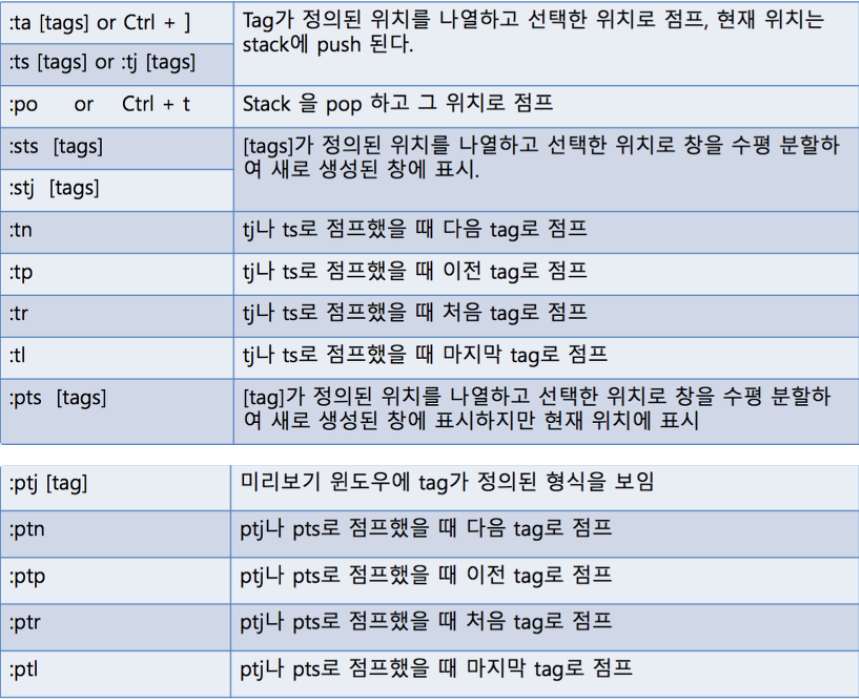 :ta [tags] or Ctrl + ]
Tag가 정의된 위치를 나열하고 선택한 위치로 점프, 현재 위치는
stack에 push 된다.
:ts [tags] or :tj [tags]
:po or Ctrl + t
Stack 을 pop 하고 그 위치로 점프
:sts [tags]
[tags]가 정의된 위치를 나열하고 선택한 위치로 창을 수평 분할하
여 새로 생성된 창에 표시.
:stj [tags]
:tn
tj나 ts로 점프했을 때 다음 tag로 점프
:tp
tj나 ts로 점프했을 때 이전 tag로 점프
:tr
tj나 ts로 점프했을 때 처음 tag로 점프
:tl
tj나 ts로 점프했을 때 마지막 tag로 점프
:pts [tags]
[tag]가 정의된 위치를 나열하고 선택한 위치로 창을 수평 분할하
여 새로 생성된 창에 표시하지만 현재 위치에 표시
:ptj [tag]
미리보기 윈도우에 tag가 정의된 형식을 보임
:ptn
ptj나 pts로 점프했을 때 다음 tag로 점프
:ptp
ptj나 pts로 점프했을 때 이전 tag로 점프
:ptr
ptj나 pts로 점프했을 때 처음 tag로 점프
:ptl
ptj나 pts로 점프했을 때 마지막 tag로 점프